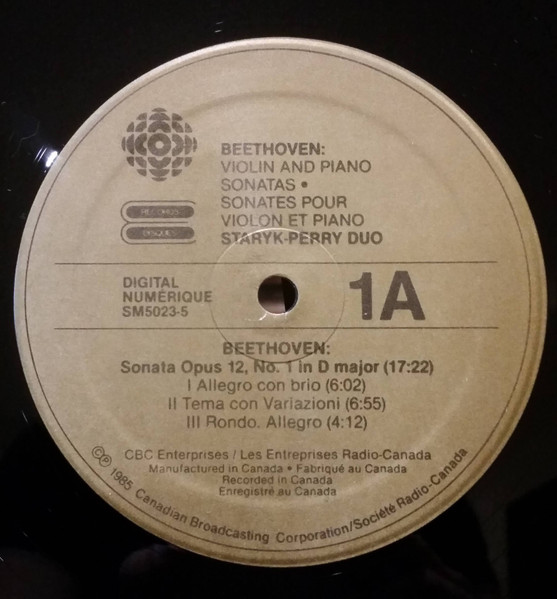 BEETHOVEN:
VIOLIN AND PIANO
SONATAS •
SONATES POUR
VIOLON ET PIANO
STARYK-PERRY DUO
RECORDS
DISQUES
DIGITAL
NUMÉRIQUE
SM5023-5
1A
BEETHOVEN:
Sonata Opus 12, No. 1 in D major (17:22)
I Allegro con brio (6:02)
II Tema con Variazioni (6:55)
III Rondo. Allegro (4:12)
CBC Enterprises / Les Entreprises Radio-Canada
Manufactured in Canada • Fabriqué au Canada
Recorded in Canada
Enregistré au Canada
©℗ 1985 Canadian Broadcasting Corporation/Société Radio-Canada